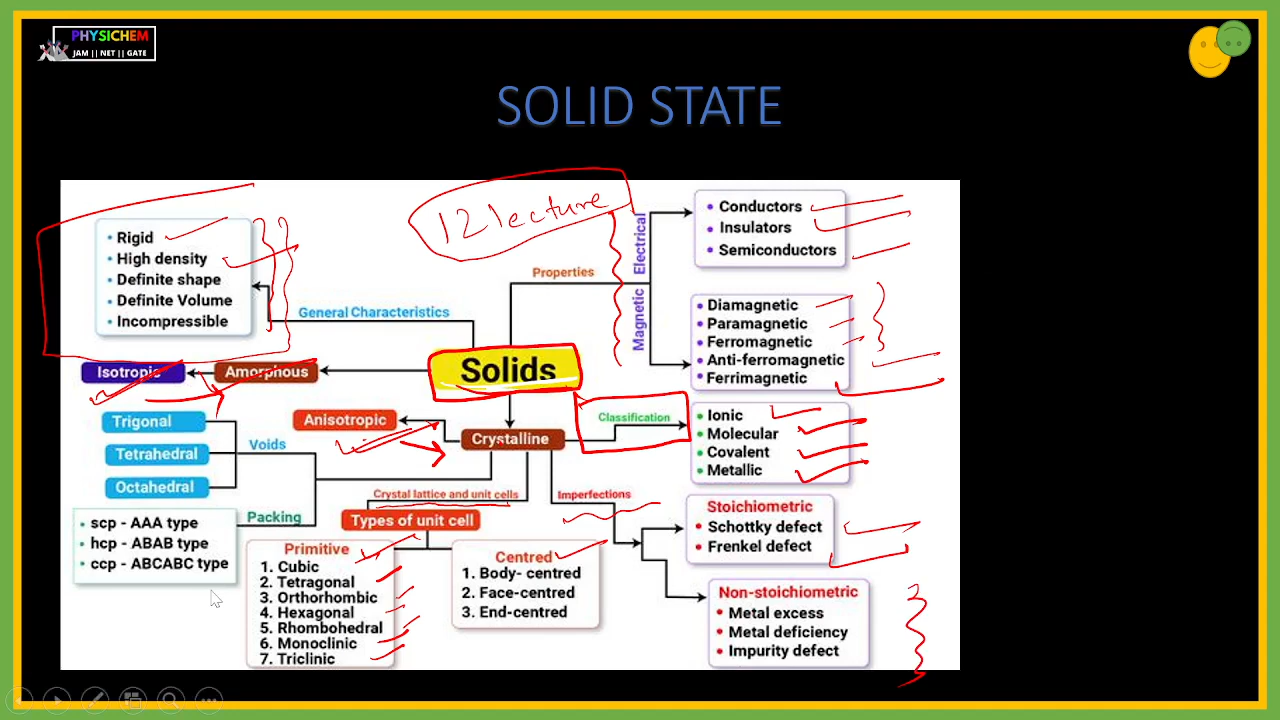 PHYSICHEM
JAM || NET || GATE
SOLID STATE
12 lecture
• Rigid
• High density
• Definite shape
• Definite Volume
• Incompressible
General Characteristics
Properties
Electrical
Magnetic
• Conductors
• Insulators
• Semiconductors
• Diamagnetic
• Paramagnetic
• Ferromagnetic
• Anti-ferromagnetic
• Ferrimagnetic
Isotropic
Amorphous
Solids
Anisotropic
Crystalline
Classification
• Ionic
• Molecular
• Covalent
• Metallic
Trigonal
Tetrahedral
Octahedral
Voids
Packing
• scp - AAA type
• hcp - ABAB type
• ccp - ABCABC type
Crystal lattice and unit cells
Types of unit cell
Primitive
1. Cubic
2. Tetragonal
3. Orthorhombic
4. Hexagonal
5. Rhombohedral
6. Monoclinic
7. Triclinic
Centred
1. Body- centred
2. Face-centred
3. End-centred
Imperfections
Stoichiometric
• Schottky defect
• Frenkel defect
Non-stoichiometric
• Metal excess
• Metal deficiency
• Impurity defect